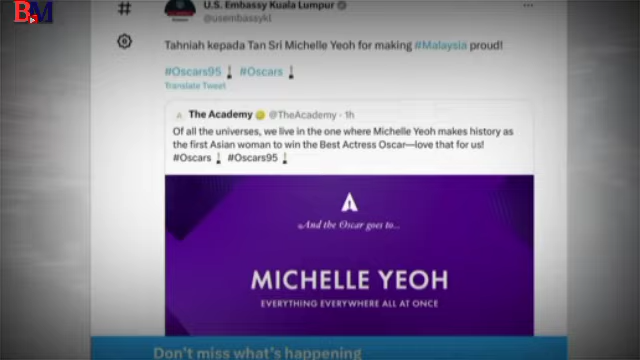 BM
U.S. Embassy Kuala Lumpur
@usembassykl
Tahniah kepada Tan Sri Michelle Yeoh for making #Malaysia proud!
#Oscars95 #Oscars
Translate Tweet
The Academy @TheAcademy · 1h
Of all the universes, we live in the one where Michelle Yeoh makes history as
the first Asian woman to win the Best Actress Oscar—love that for us!
#Oscars #Oscars95
And the Oscar goes to...
MICHELLE YEOH
EVERYTHING EVERYWHERE ALL AT ONCE
Don't miss what's happening